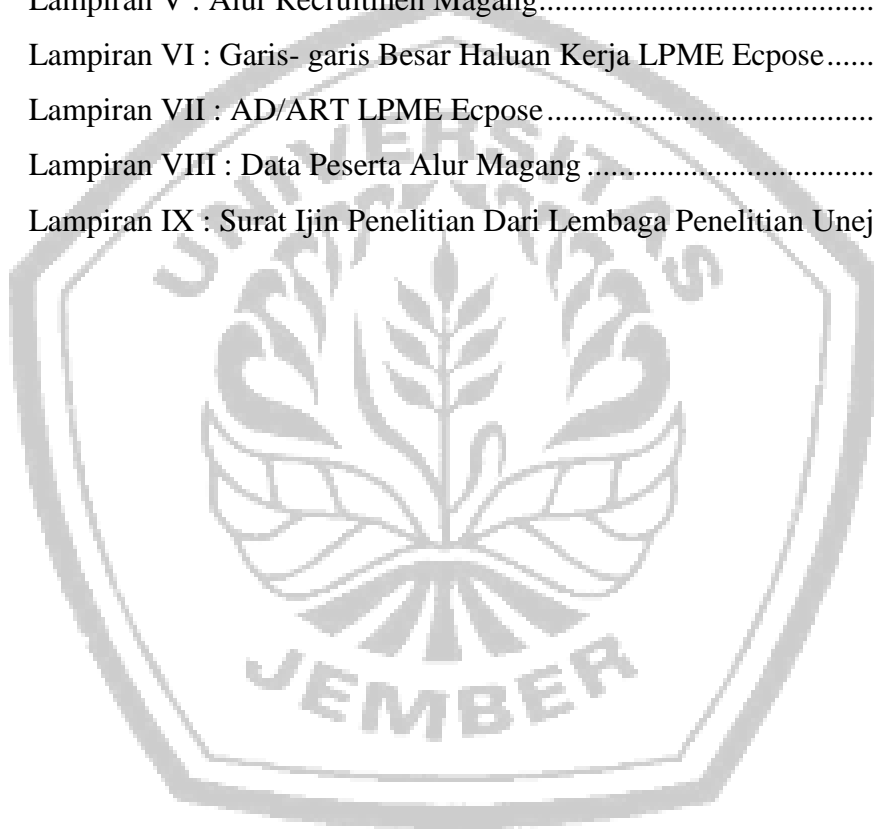 Lampiran V : Alur Recruitmen Magang..........................................
Lampiran VI : Garis- garis Besar Haluan Kerja LPME Ecpose......
Lampiran VII : AD/ART LPME Ecpose..........................................
Lampiran VIII : Data Peserta Alur Magang ....................................
Lampiran IX : Surat Ijin Penelitian Dari Lembaga Penelitian Unej
UNIVERSITAS
JEMBER